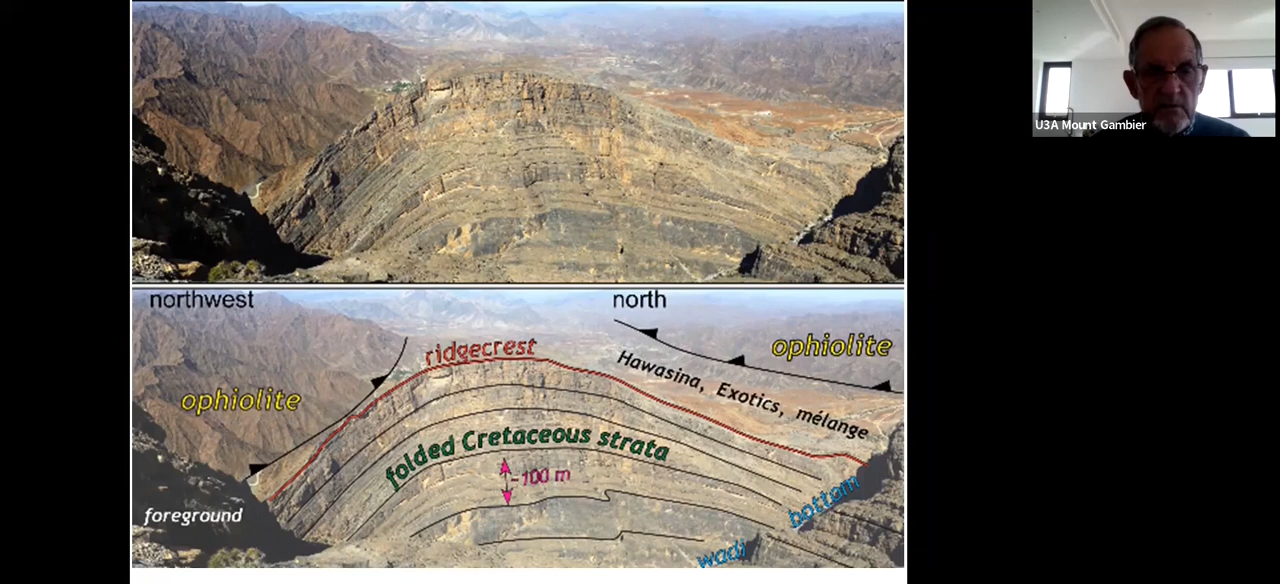 U3A Mount Gambier
northwest
north
ridgecrest
ophiolite
ophiolite
Hawasina, Exotics, mélange
folded Cretaceous strata
~100 m
foreground
bottom
wadi